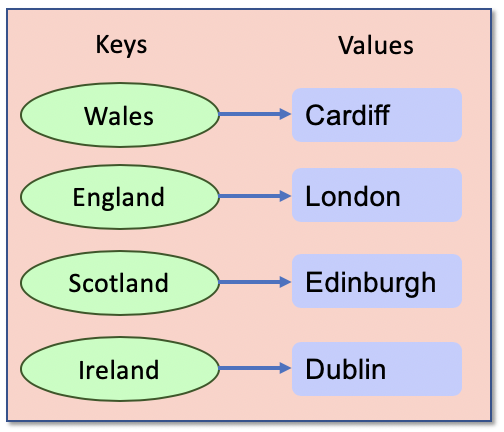 Keys Values
Wales Cardiff
England London
Scotland Edinburgh
Ireland Dublin